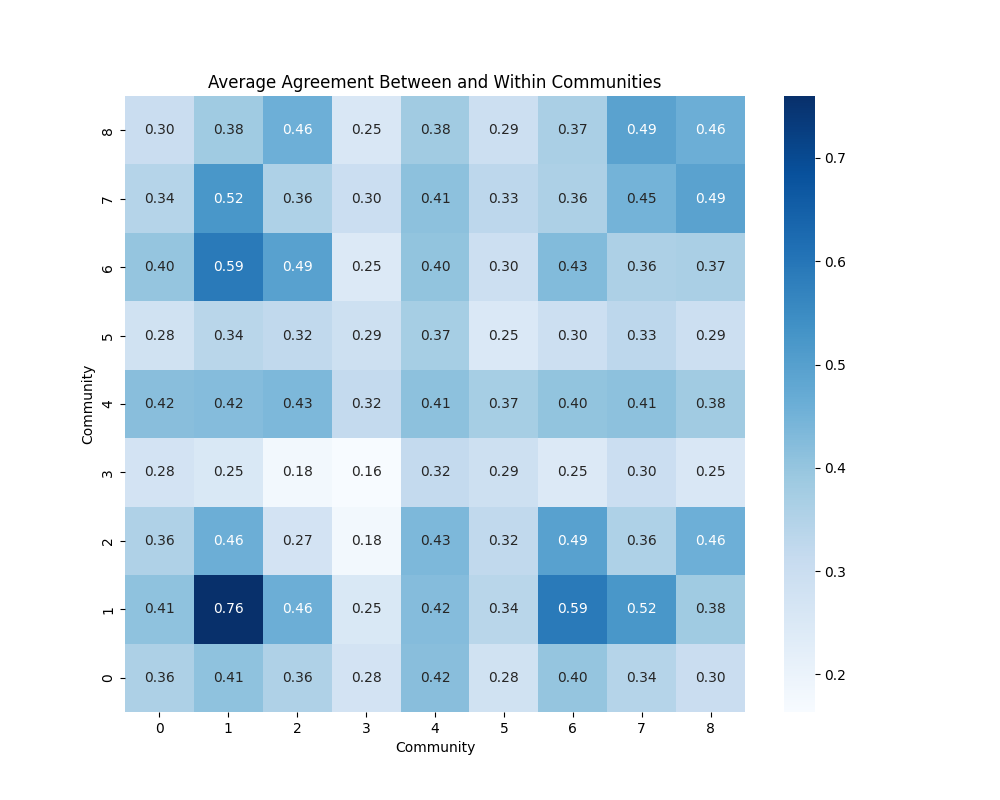 Average Agreement Between and Within Communities
8 0.30 0.38 0.46 0.25 0.38 0.29 0.37 0.49 0.46
7 0.34 0.52 0.36 0.30 0.41 0.33 0.36 0.45 0.49
6 0.40 0.59 0.49 0.25 0.40 0.30 0.43 0.36 0.37
5 0.28 0.34 0.32 0.29 0.37 0.25 0.30 0.33 0.29
4 0.42 0.42 0.43 0.32 0.41 0.37 0.40 0.41 0.38
3 0.28 0.25 0.18 0.16 0.32 0.29 0.25 0.30 0.25
2 0.36 0.46 0.27 0.18 0.43 0.32 0.49 0.36 0.46
1 0.41 0.76 0.46 0.25 0.42 0.34 0.59 0.52 0.38
0 0.36 0.41 0.36 0.28 0.42 0.28 0.40 0.34 0.30
0 1 2 3 4 5 6 7 8
Community
Community
0.7
0.6
0.5
0.4
0.3
0.2